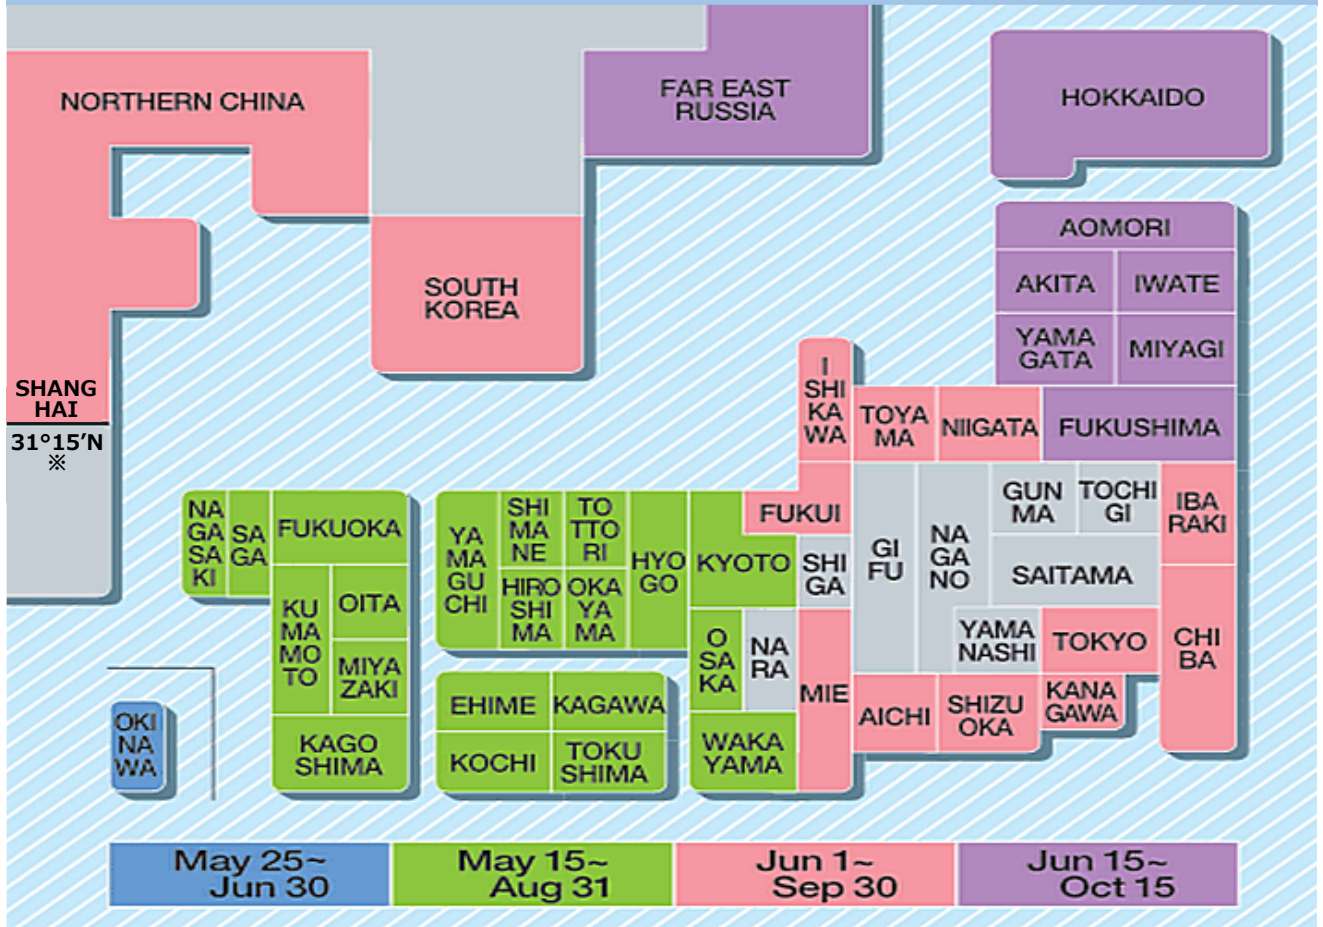 NORTHERN CHINA
FAR EAST
RUSSIA
HOKKAIDO
AOMORI
AKITA
IWATE
YAMA
GATA
MIYAGI
FUKUSHIMA
SOUTH
KOREA
SHANG
HAI
31°15’N
※
I
SHI
KA
WA
TOYA
MA
NIIGATA
NA
GA
SA
KI
SA
GA
FUKUOKA
KU
MA
MO
TO
OITA
MIYA
ZAKI
KAGO
SHIMA
YA
MA
GU
CHI
SHI
MA
NE
TO
TTO
RI
HIRO
SHI
MA
OKA
YA
MA
HYO
GO
KYOTO
FUKUI
SHI
GA
GI
FU
NA
GA
NO
GUN
MA
TOCHI
GI
IBA
RAKI
SAITAMA
YAMA
NASHI
TOKYO
CHI
BA
O
SA
KA
NA
RA
MIE
AICHI
SHIZU
OKA
KANA
GAWA
WAKA
YAMA
EHIME
KAGAWA
KOCHI
TOKU
SHIMA
OKI
NA
WA
May 25~
Jun 30
May 15~
Aug 31
Jun 1~
Sep 30
Jun 15~
Oct 15